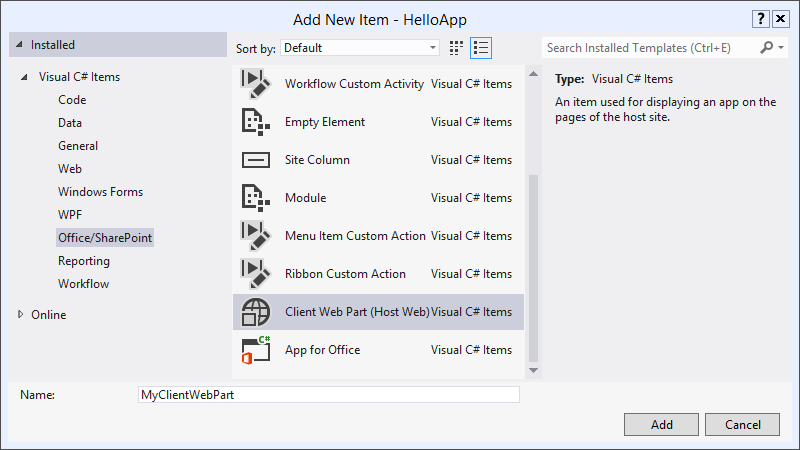 Add New Item - HelloApp
? ×
Installed
Sort by: Default
Search Installed Templates (Ctrl+E)
Visual C# Items
Code
Data
General
Web
Windows Forms
WPF
Office/SharePoint
Reporting
Workflow
Online
Workflow Custom Activity Visual C# Items
Empty Element Visual C# Items
Site Column Visual C# Items
Module Visual C# Items
Menu Item Custom Action Visual C# Items
Ribbon Custom Action Visual C# Items
Client Web Part (Host Web) Visual C# Items
C# App for Office Visual C# Items
Type: Visual C# Items
An item used for displaying an app on the
pages of the host site.
Name: MyClientWebPart
Add Cancel